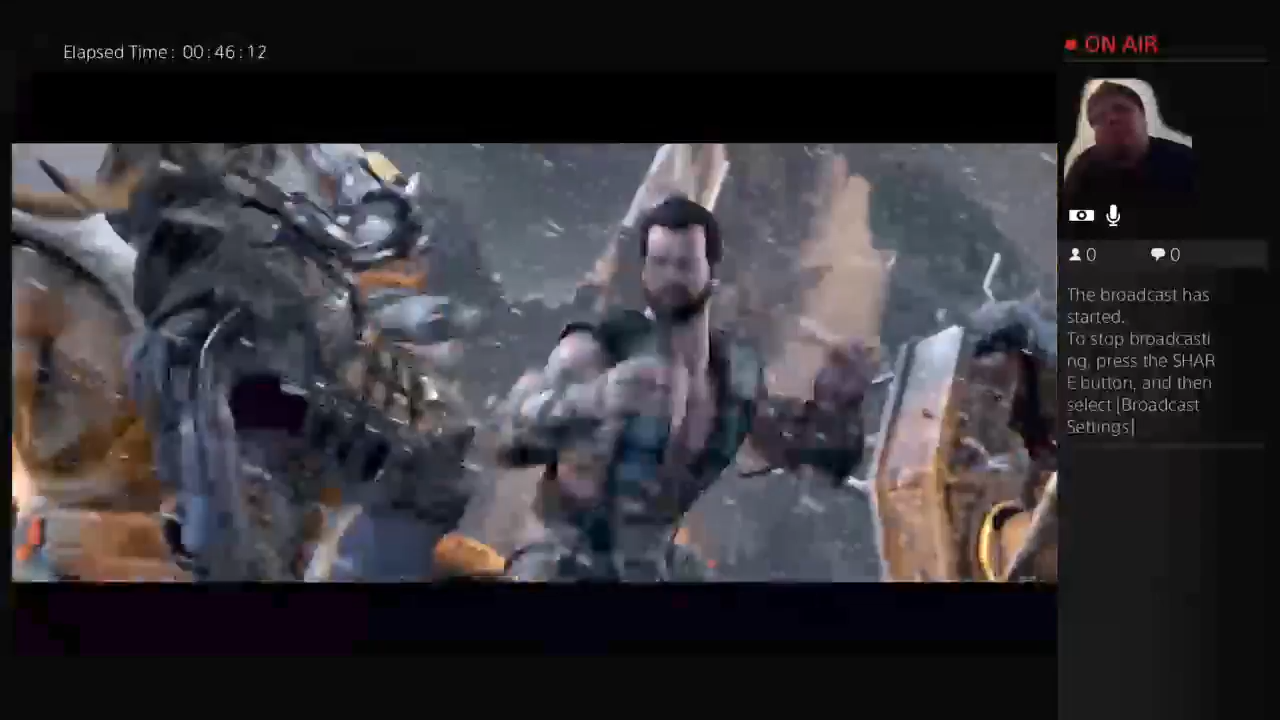 Elapsed Time: 00:46:12
ON AIR
0 0
The broadcast has
started.
To stop broadcasti
ng, press the SHAR
E button, and then
select [Broadcast
Settings]